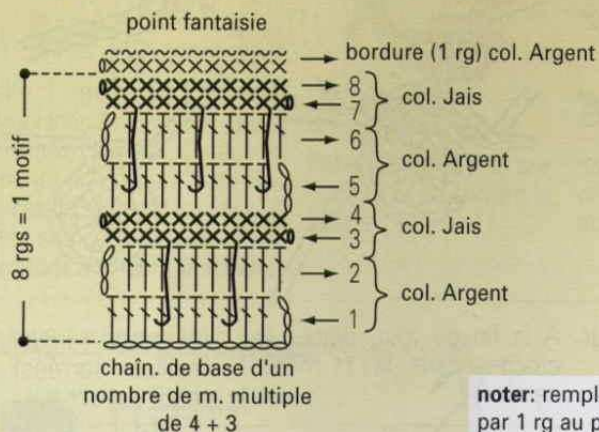 point fantaisie
bordure (1 rg) col. Argent
8
7
col. Jais
6
5
col. Argent
4
3
col. Jais
2
1
col. Argent
8 rgs = 1 motif
chaîn. de base d'un
nombre de m. multiple
de 4 + 3
noter: rempl
par 1 rg au p